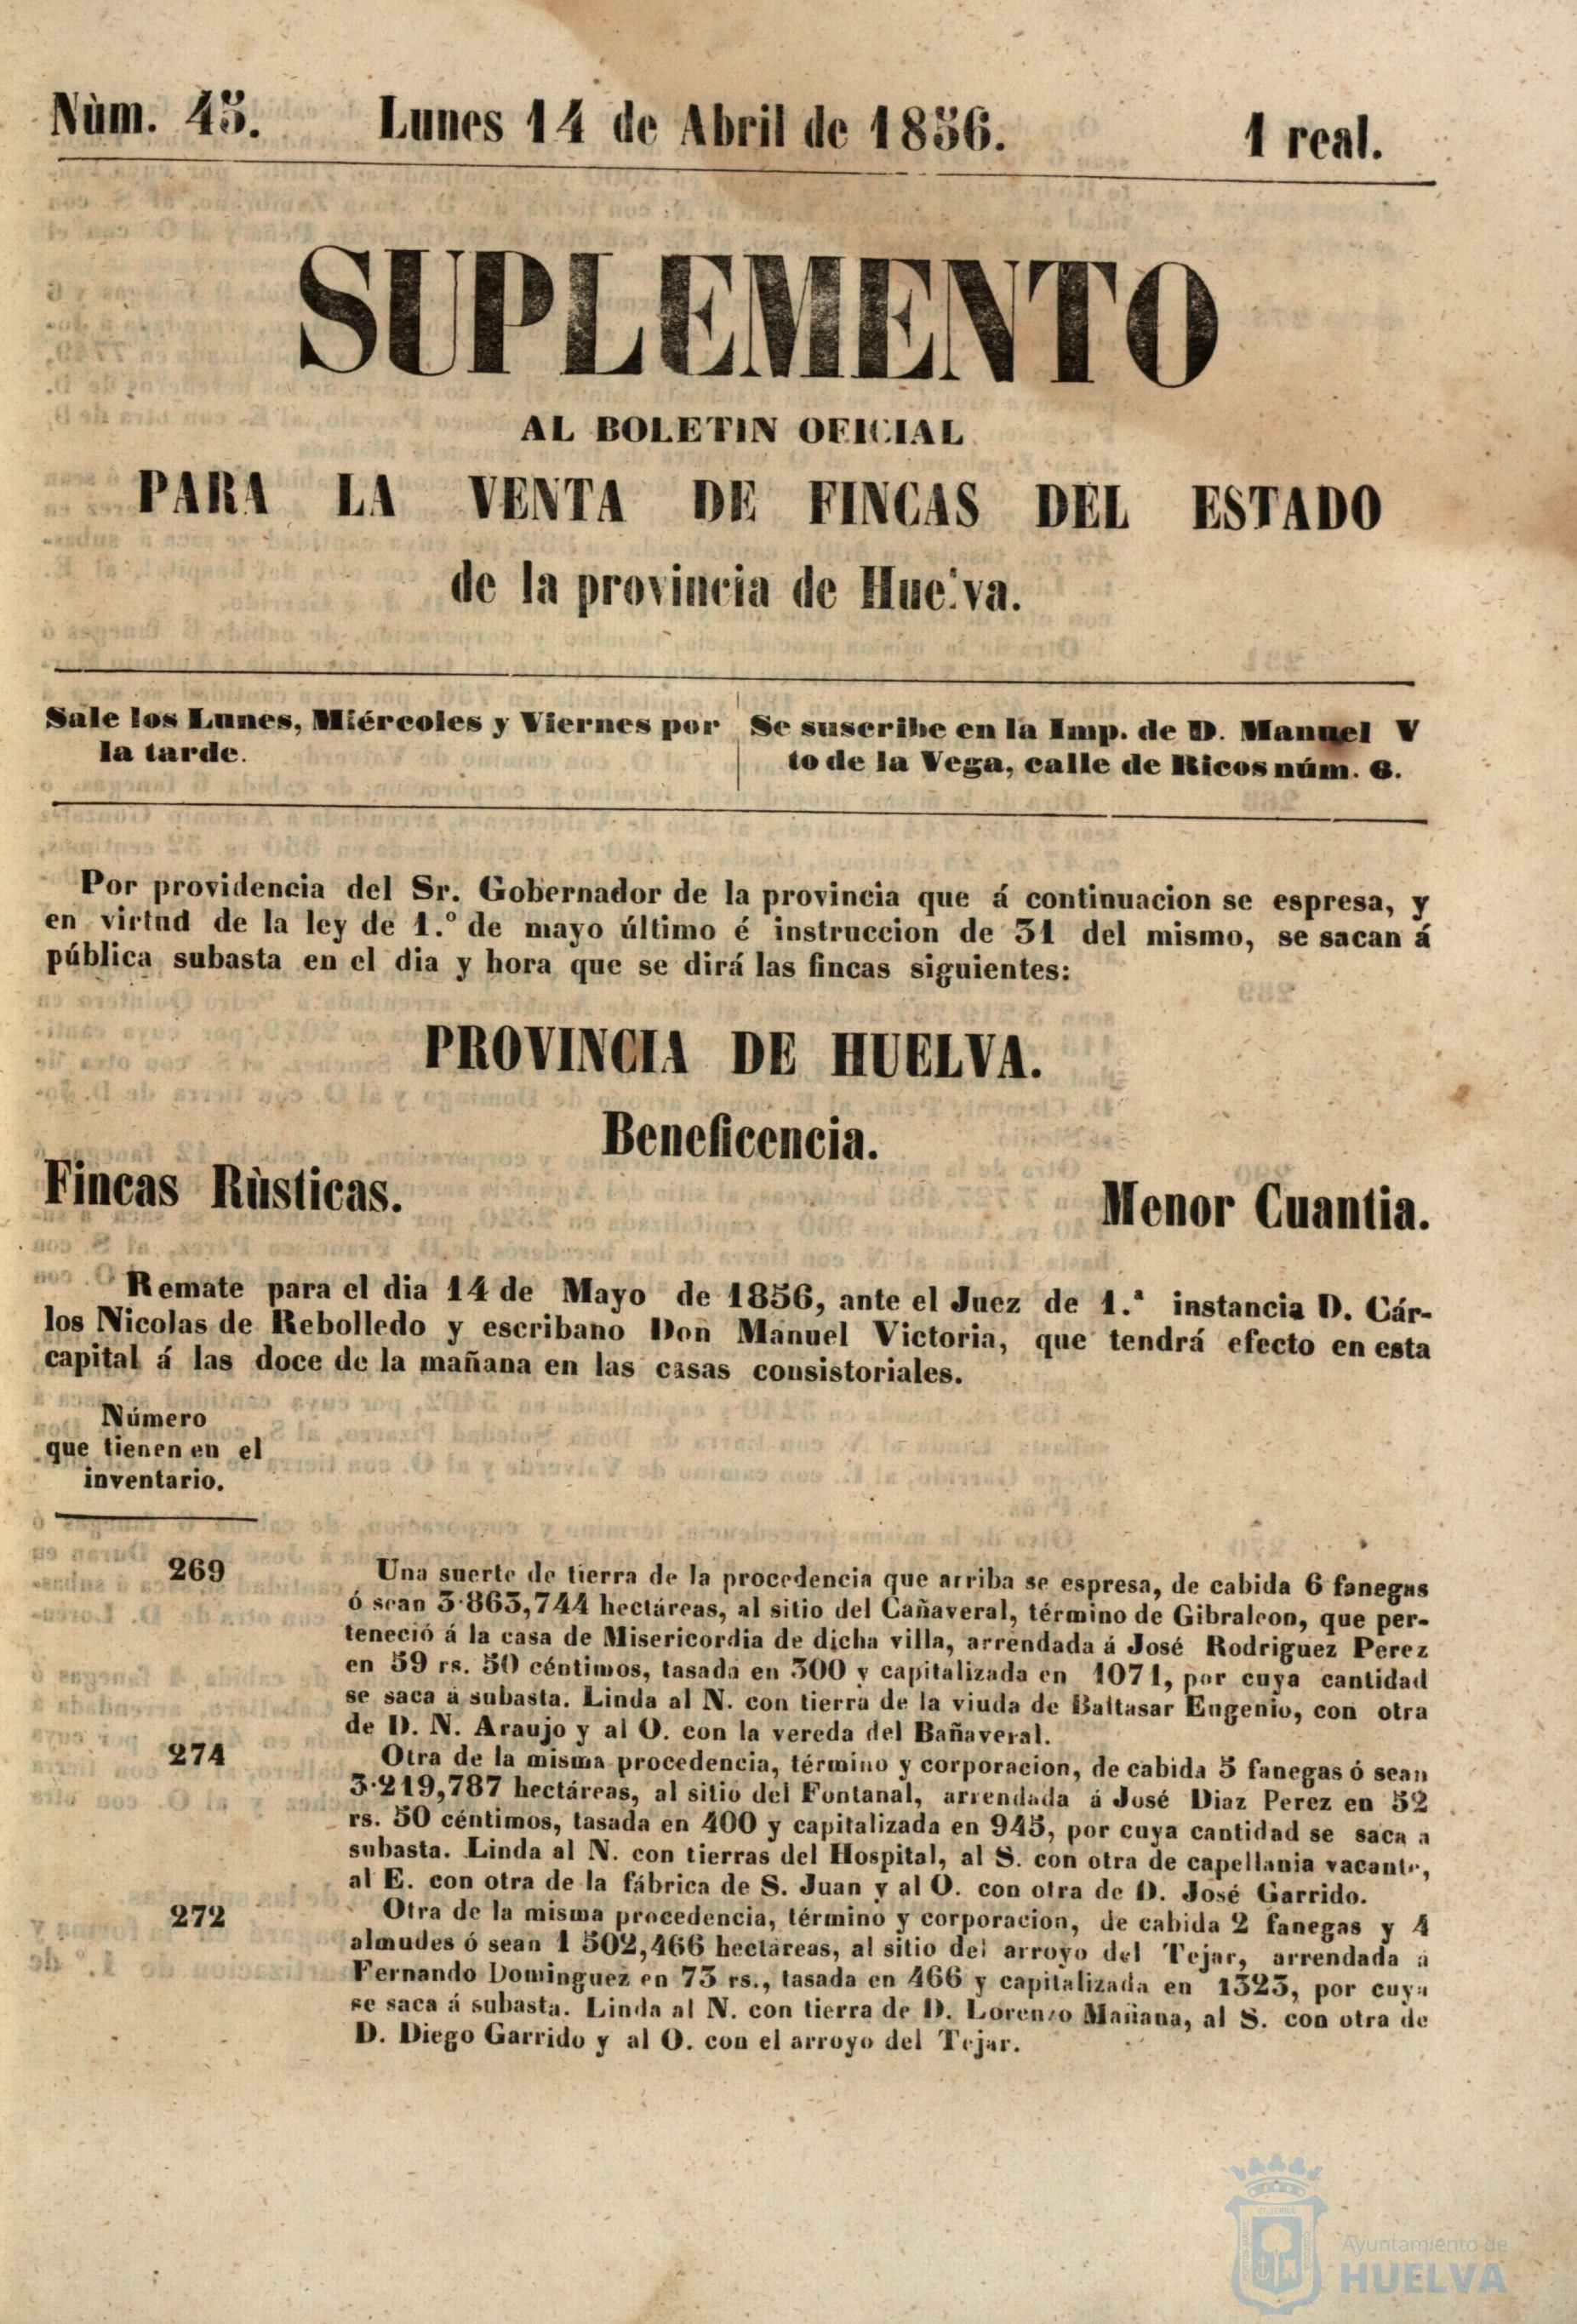 Núm. 45.
Lunes 14 de Abril de 1856.
1 real.
SUPLEMENTO
AL BOLETIN OFICIAL
PARA LA VENTA DE FINCAS DEL ESTADO
de la provincia de Huelva.
Sale los Lunes, Miércoles y Viernes por
la tarde.
Se suscribe en la Imp. de D. Manuel V
to de la Vega, calle de Ricos núm. 6.
Por providencia del Sr. Gobernador de la provincia que á continuacion se espresa, y
en virtud de la ley de 1.º de mayo último é instruccion de 31 del mismo, se sacan á
pública subasta en el dia y hora que se dirá las fincas siguientes:
PROVINCIA DE HUELVA.
Beneficencia.
Fincas Rùsticas.
Menor Cuantia.
Remate para el dia 14 de Mayo de 1856, ante el Juez de 1.ª instancia D. Cár-
los Nicolas de Rebolledo y escribano Don Manuel Victoria, que tendrá efecto en esta
capital á las doce de la mañana en las casas consistoriales.
Número
que tienen en el
inventario.
269
Una suerte de tierra de la procedencia que arriba se espresa, de cabida 6 fanegas
ó sean 3·863,744 hectáreas, al sitio del Cañaveral, término de Gibraleon, que per-
teneció á la casa de Misericordia de dicha villa, arrendada á José Rodriguez Perez
en 59 rs. 50 céntimos, tasada en 300 y capitalizada en 1071, por cuya cantidad
se saca á subasta. Linda al N. con tierra de la viuda de Baltasar Eugenio, con otra
de D. N. Araujo y al O. con la vereda del Bañaveral.
274
Otra de la misma procedencia, término y corporacion, de cabida 5 fanegas ó sean
3·219,787 hectáreas, al sitio del Fontanal, arrendada á José Diaz Perez en 52
rs. 50 céntimos, tasada en 400 y capitalizada en 945, por cuya cantidad se saca a
subasta. Linda al N. con tierras del Hospital, al S. con otra de capellania vacante,
al E. con otra de la fábrica de S. Juan y al O. con otra de D. José Garrido.
272
Otra de la misma procedencia, término y corporacion, de cabida 2 fanegas y 4
almudes ó sean 1 502,466 hectareas, al sitio del arroyo del Tejar, arrendada á
Fernando Dominguez en 73 rs., tasada en 466 y capitalizada en 1323, por cuya
se saca á subasta. Linda al N. con tierra de D. Lorenzo Mañana, al S. con otra de
D. Diego Garrido y al O. con el arroyo del Tejar.
Ayuntamiento de
HUELVA